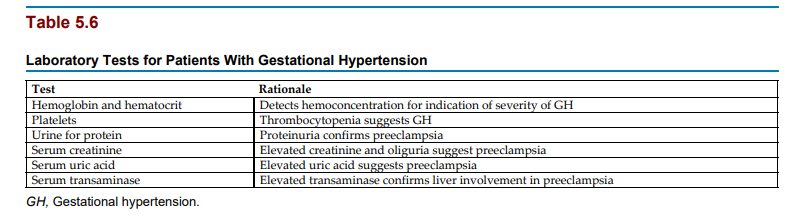 Table 5.6
Laboratory Tests for Patients With Gestational Hypertension
Test Rationale
Hemoglobin and hematocrit Detects hemoconcentration for indication of severity of GH
Platelets Thrombocytopenia suggests GH
Urine for protein Proteinuria confirms preeclampsia
Serum creatinine Elevated creatinine and oliguria suggest preeclampsia
Serum uric acid Elevated uric acid suggests preeclampsia
Serum transaminase Elevated transaminase confirms liver involvement in preeclampsia
GH, Gestational hypertension.